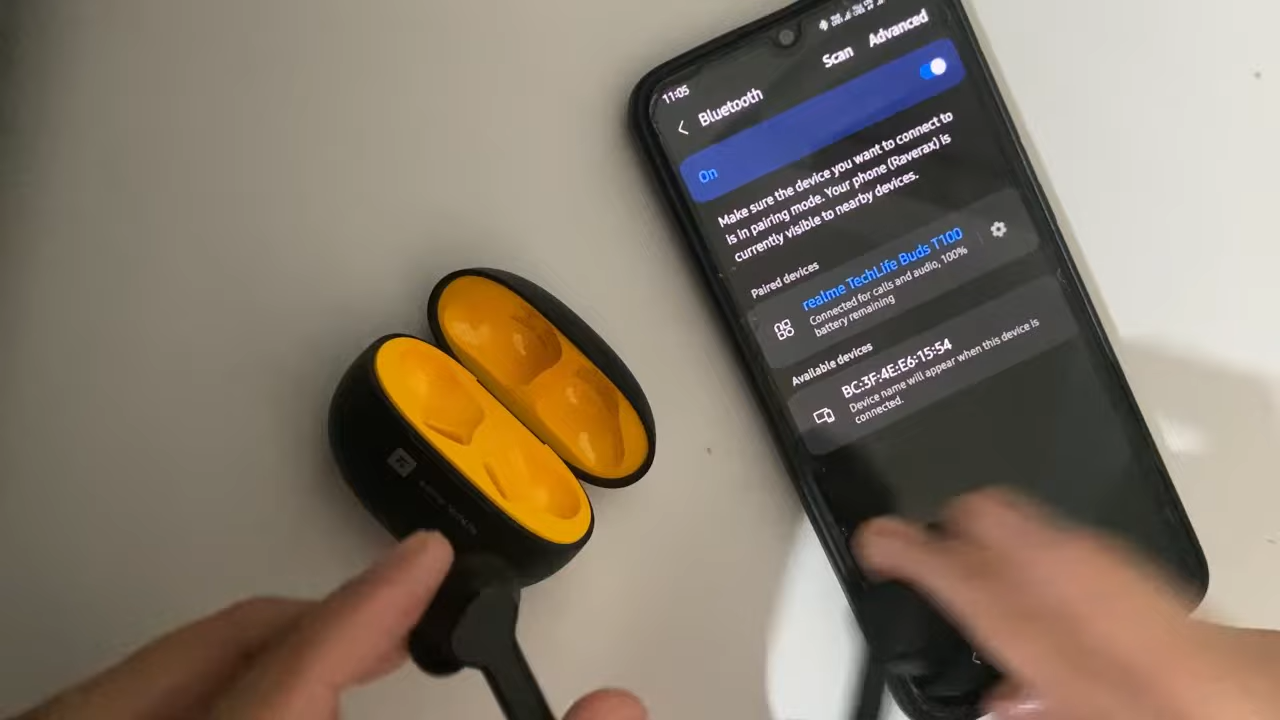 11:05
Scan
Advanced
Bluetooth
On
Make sure the device you want to connect to
is in pairing mode. Your phone (Raverax) is
currently visible to nearby devices.
Paired devices
realme TechLife Buds T100
Connected for calls and audio, 100%
battery remaining
Available devices
BC:3F:4E:E6:15:54
Device name will appear when this device is
connected.